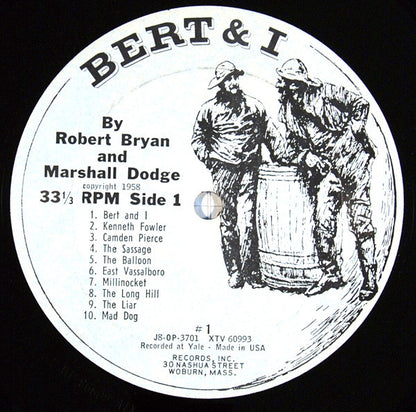 BERT & I
By
Robert Bryan
and
Marshall Dodge
copyright 1958
33⅓ RPM Side 1
1. Bert and I
2. Kenneth Fowler
3. Camden Pierce
4. The Sassage
5. The Balloon
6. East Vassalboro
7. Millinocket
8. The Long Hill
9. The Liar
10. Mad Dog
#1
J8-OP-3701 XTV 60993
Recorded at Yale - Made in USA
RECORDS, INC.
30 NASHUA STREET
WOBURN, MASS.